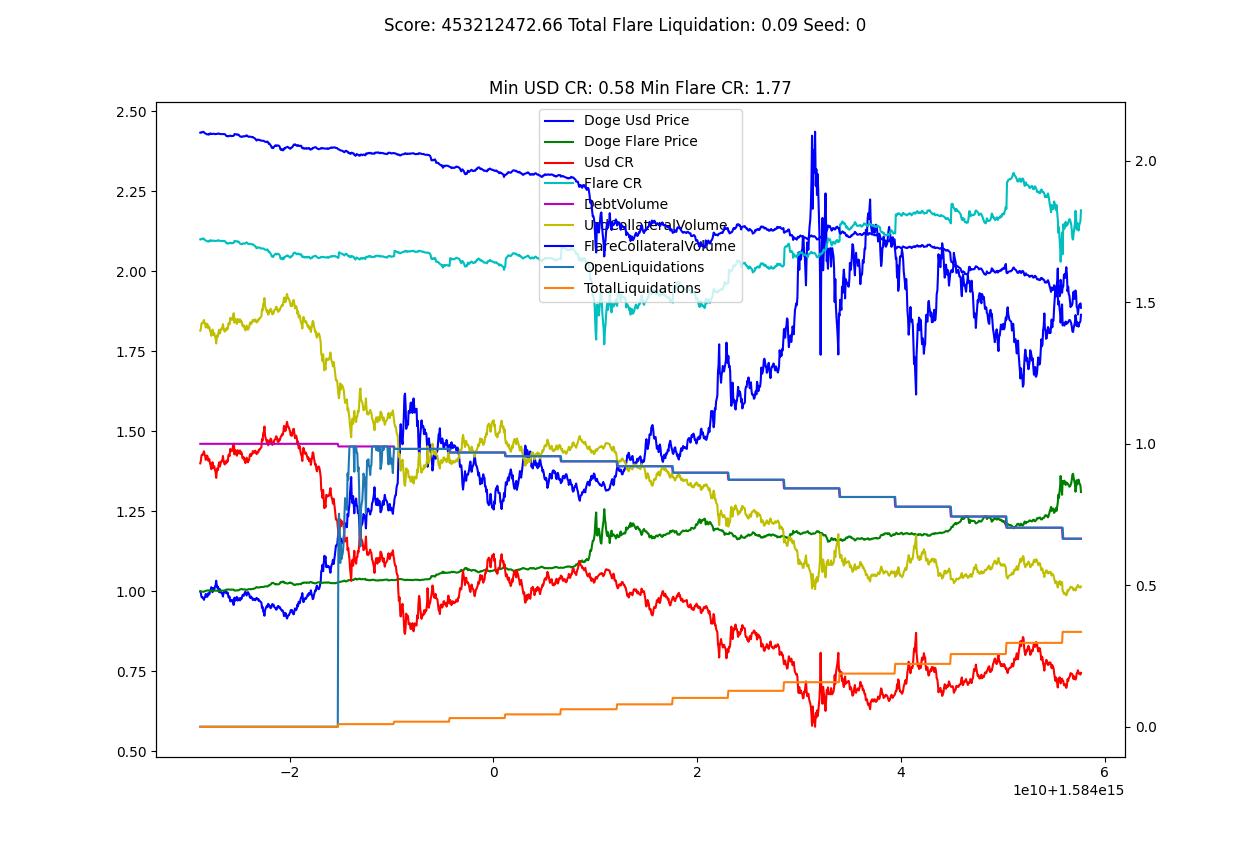 Score: 453212472.66 Total Flare Liquidation: 0.09 Seed: 0
Min USD CR: 0.58 Min Flare CR: 1.77
2.50
2.25
2.00
1.75
1.50
1.25
1.00
0.75
0.50
Doge Usd Price
Doge Flare Price
Usd CR
Flare CR
DebtVolume
UsdCollateralVolume
FlareCollateralVolume
OpenLiquidations
TotalLiquidations
2.0
1.5
1.0
0.5
0.0
−2 0 2 4 6
1e10+1.584e15